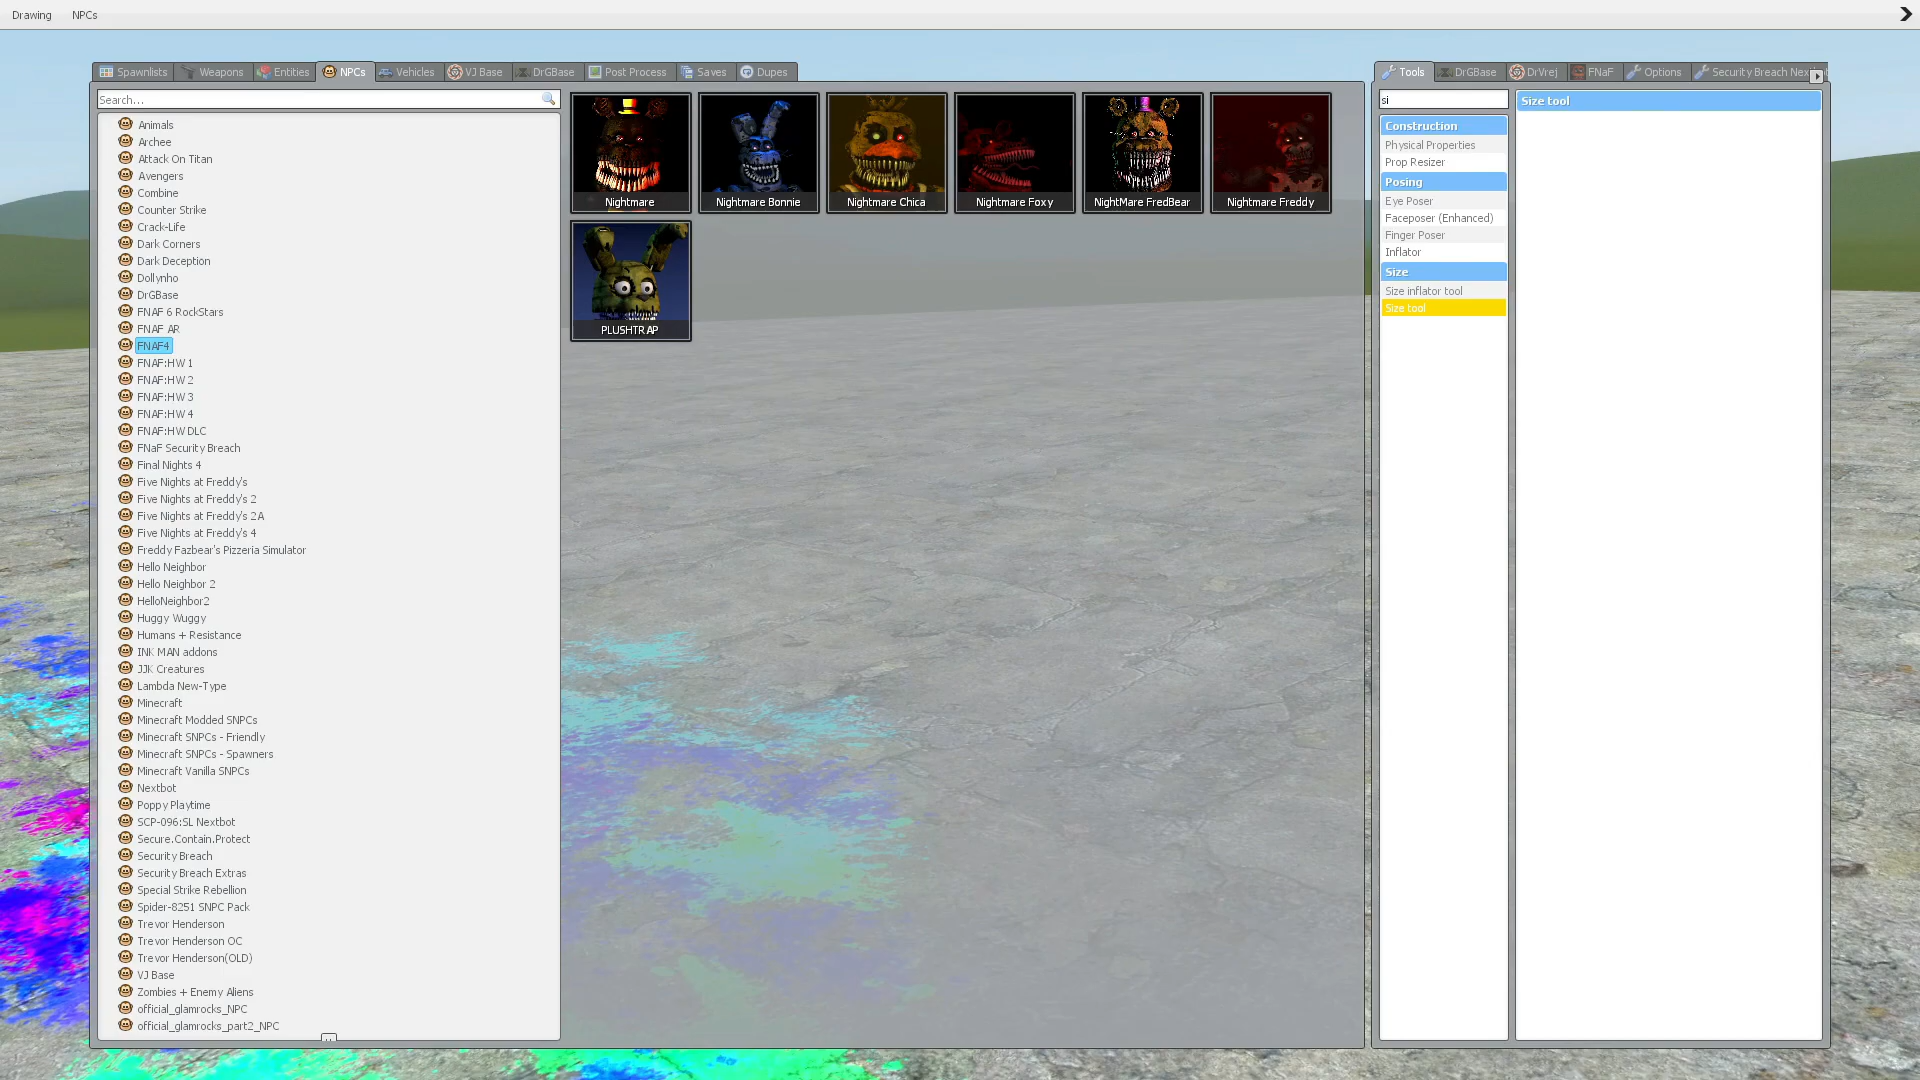 Drawing NPCs
Spawnlists Weapons Entities NPCs Vehicles VJ Base DrGBase Post Process Saves Dupes
Search...
Animals
Archee
Attack On Titan
Avengers
Combine
Counter Strike
Crack-Life
Dark Corners
Dark Deception
Dollynho
DrGBase
FNAF 6 RockStars
FNAF AR
FNAF4
FNAF:HW 1
FNAF:HW 2
FNAF:HW 3
FNAF:HW 4
FNAF:HW DLC
FNaF Security Breach
Final Nights 4
Five Nights at Freddy's
Five Nights at Freddy's 2
Five Nights at Freddy's 2A
Five Nights at Freddy's 4
Freddy Fazbear's Pizzeria Simulator
Hello Neighbor
Hello Neighbor 2
HelloNeighbor2
Huggy Wuggy
Humans + Resistance
INK MAN addons
JJK Creatures
Lambda New-Type
Minecraft
Minecraft Modded SNPCs
Minecraft SNPCs - Friendly
Minecraft SNPCs - Spawners
Minecraft Vanilla SNPCs
Nextbot
Poppy Playtime
SCP-096:SL Nextbot
Secure.Contain.Protect
Security Breach
Security Breach Extras
Special Strike Rebellion
Spider-8251 SNPC Pack
Trevor Henderson
Trevor Henderson OC
Trevor Henderson(OLD)
VJ Base
Zombies + Enemy Aliens
official_glamrocks_NPC
official_glamrocks_part2_NPC
Nightmare
Nightmare Bonnie
Nightmare Chica
Nightmare Foxy
NightMare FredBear
Nightmare Freddy
PLUSHTRAP
Tools DrGBase DrVrej FNaF Options Security Breach
si
Construction
Physical Properties
Prop Resizer
Posing
Eye Poser
Faceposer (Enhanced)
Finger Poser
Inflator
Size
Size inflator tool
Size tool
Size tool